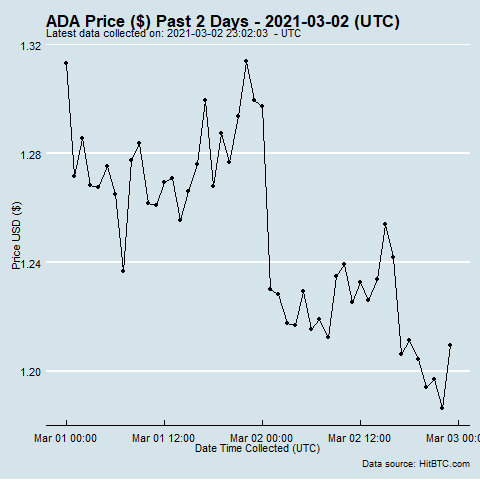 ADA Price ($) Past 2 Days - 2021-03-02 (UTC)
Latest data collected on: 2021-03-02 23:02:03 - UTC
1.32
1.28
1.24
1.20
Price USD ($)
Mar 01 00:00 Mar 01 12:00 Mar 02 00:00 Mar 02 12:00 Mar 03 00:00
Date Time Collected (UTC)
Data source: HitBTC.com